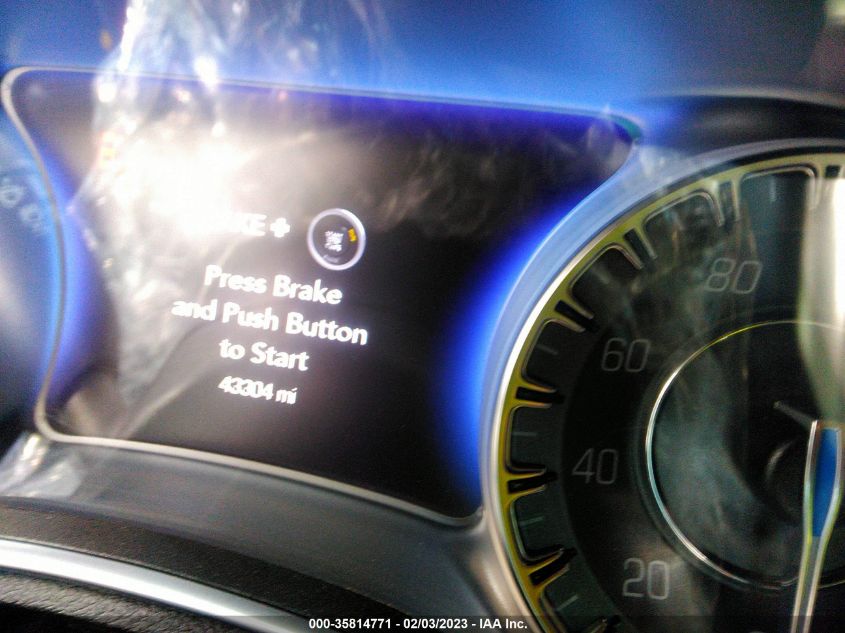 Press Brake
and Push Button
to Start
43304 mi
80
60
40
20
000-35814771 - 02/03/2023 - IAA Inc.